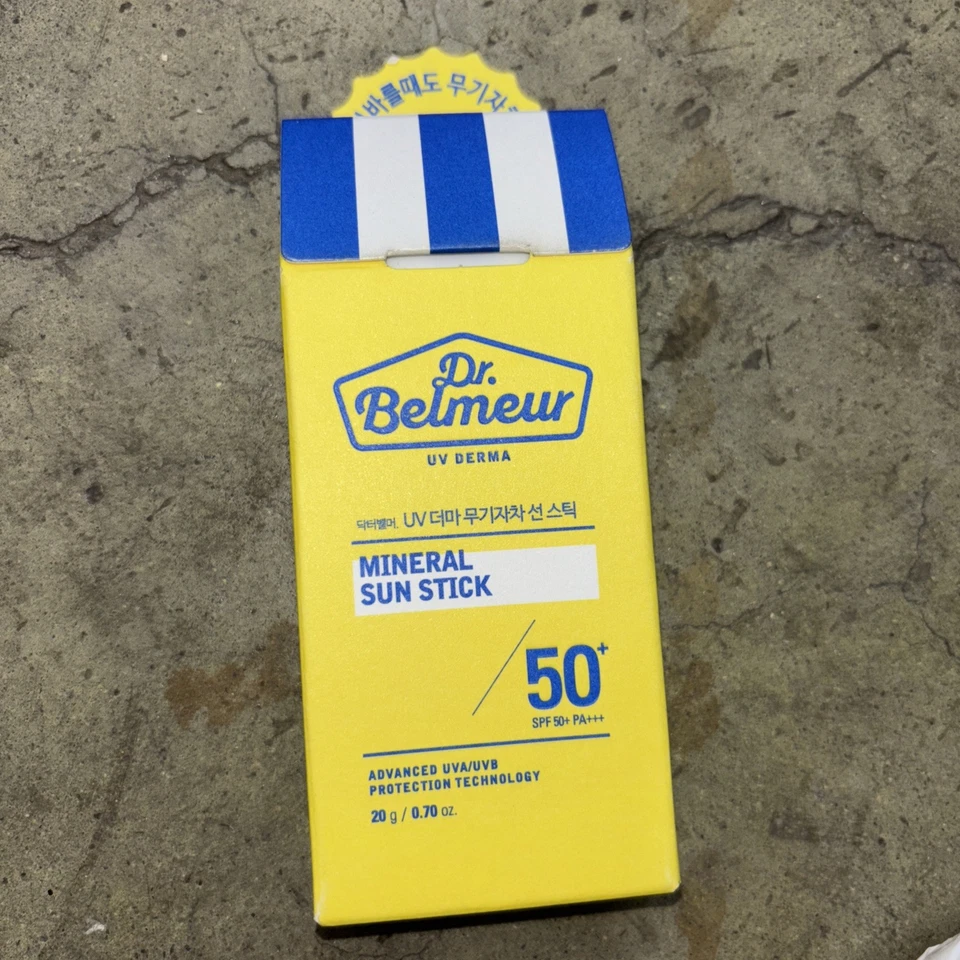 바를때도 무기자
Dr.
Belmeur
UV DERMA
닥터벨머. UV 더마 무기자차 선 스틱
MINERAL
SUN STICK
50+
SPF 50+ PA+++
ADVANCED UVA/UVB
PROTECTION TECHNOLOGY
20 g / 0.70 oz.